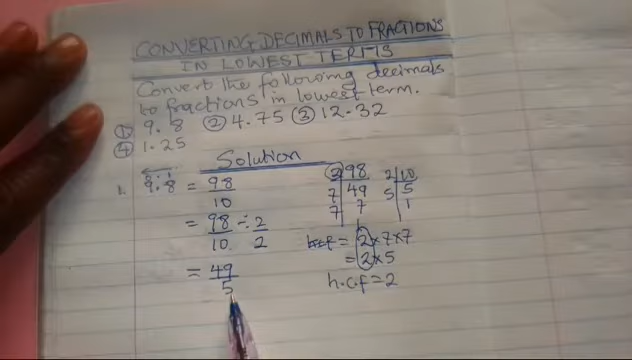 CONVERTING DECIMALS TO FRACTIONS
IN LOWEST TERMS
Convert the following decimals
to fractions in lowest term.
① 9.8 ② 4.75 ③ 12.32
④ 1.25
Solution
1. 9.8 = 98/10
= 98/10 ÷ 2/2
= 49/5
2 98
7 49
7 7
1
2 10
5 5
1
h.c.f = 2×7×7
= 2×5
h.c.f = 2